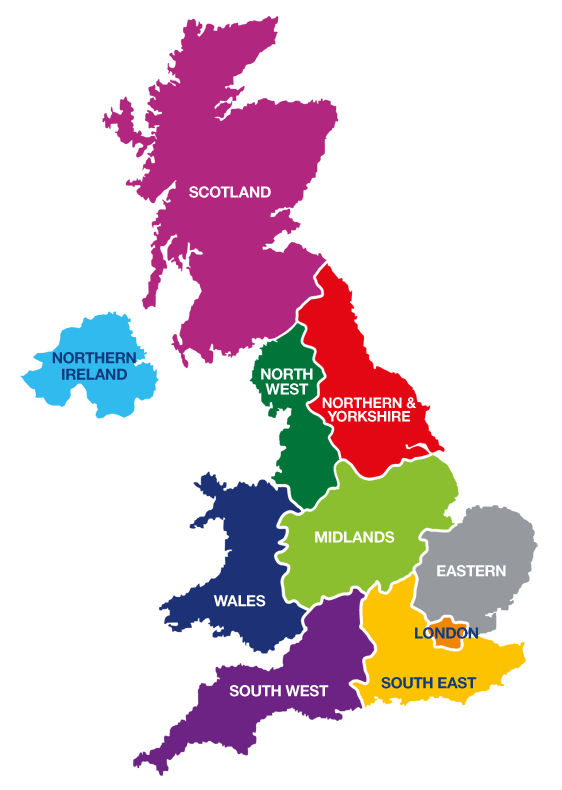 SCOTLAND
NORTHERN
IRELAND
NORTH
WEST
NORTHERN &
YORKSHIRE
MIDLANDS
EASTERN
WALES
LONDON
SOUTH EAST
SOUTH WEST